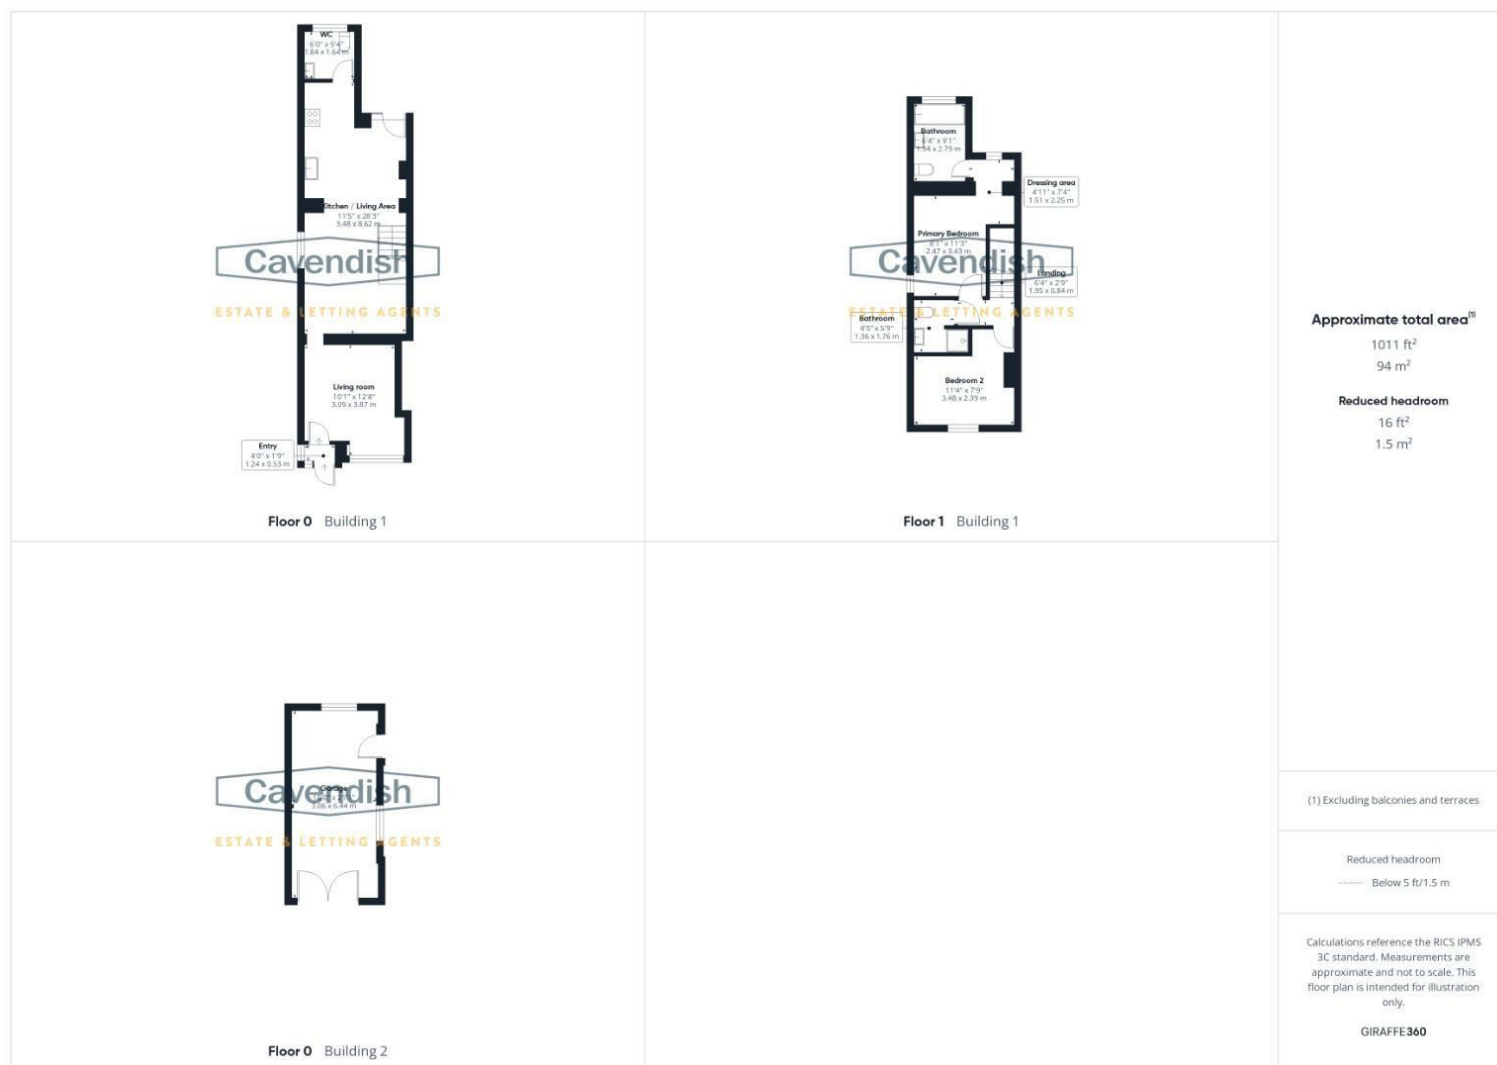 WC
6'0" x 5'4"
1.84 x 1.64 m
Kitchen / Living Area
11'5" x 28'3"
3.48 x 8.62 m
Cavendish
ESTATE & LETTING AGENTS
Living room
10'1" x 12'8"
3.09 x 3.87 m
Entry
4'0" x 1'9"
1.24 x 0.53 m
Floor 0 Building 1
Bathroom
6'4" x 9'1"
1.94 x 2.79 m
Dressing area
4'11" x 7'4"
1.51 x 2.25 m
Primary Bedroom
8'1" x 11'3"
2.47 x 3.43 m
Cavendish
Landing
6'4" x 2'9"
1.95 x 0.84 m
ESTATE & LETTING AGENTS
Bathroom
4'5" x 5'9"
1.36 x 1.76 m
Bedroom 2
11'4" x 7'9"
3.48 x 2.39 m
Floor 1 Building 1
Garage
3.06 x 6.44 m
Cavendish
ESTATE & LETTING AGENTS
Floor 0 Building 2
Approximate total area(1)
1011 ft²
94 m²
Reduced headroom
16 ft²
1.5 m²
(1) Excluding balconies and terraces
Reduced headroom
Below 5 ft/1.5 m
Calculations reference the RICS IPMS
3C standard. Measurements are
approximate and not to scale. This
floor plan is intended for illustration
only.
GIRAFFE360